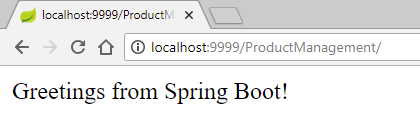 localhost:9999/ProductM
localhost:9999/ProductManagement/
Greetings from Spring Boot!